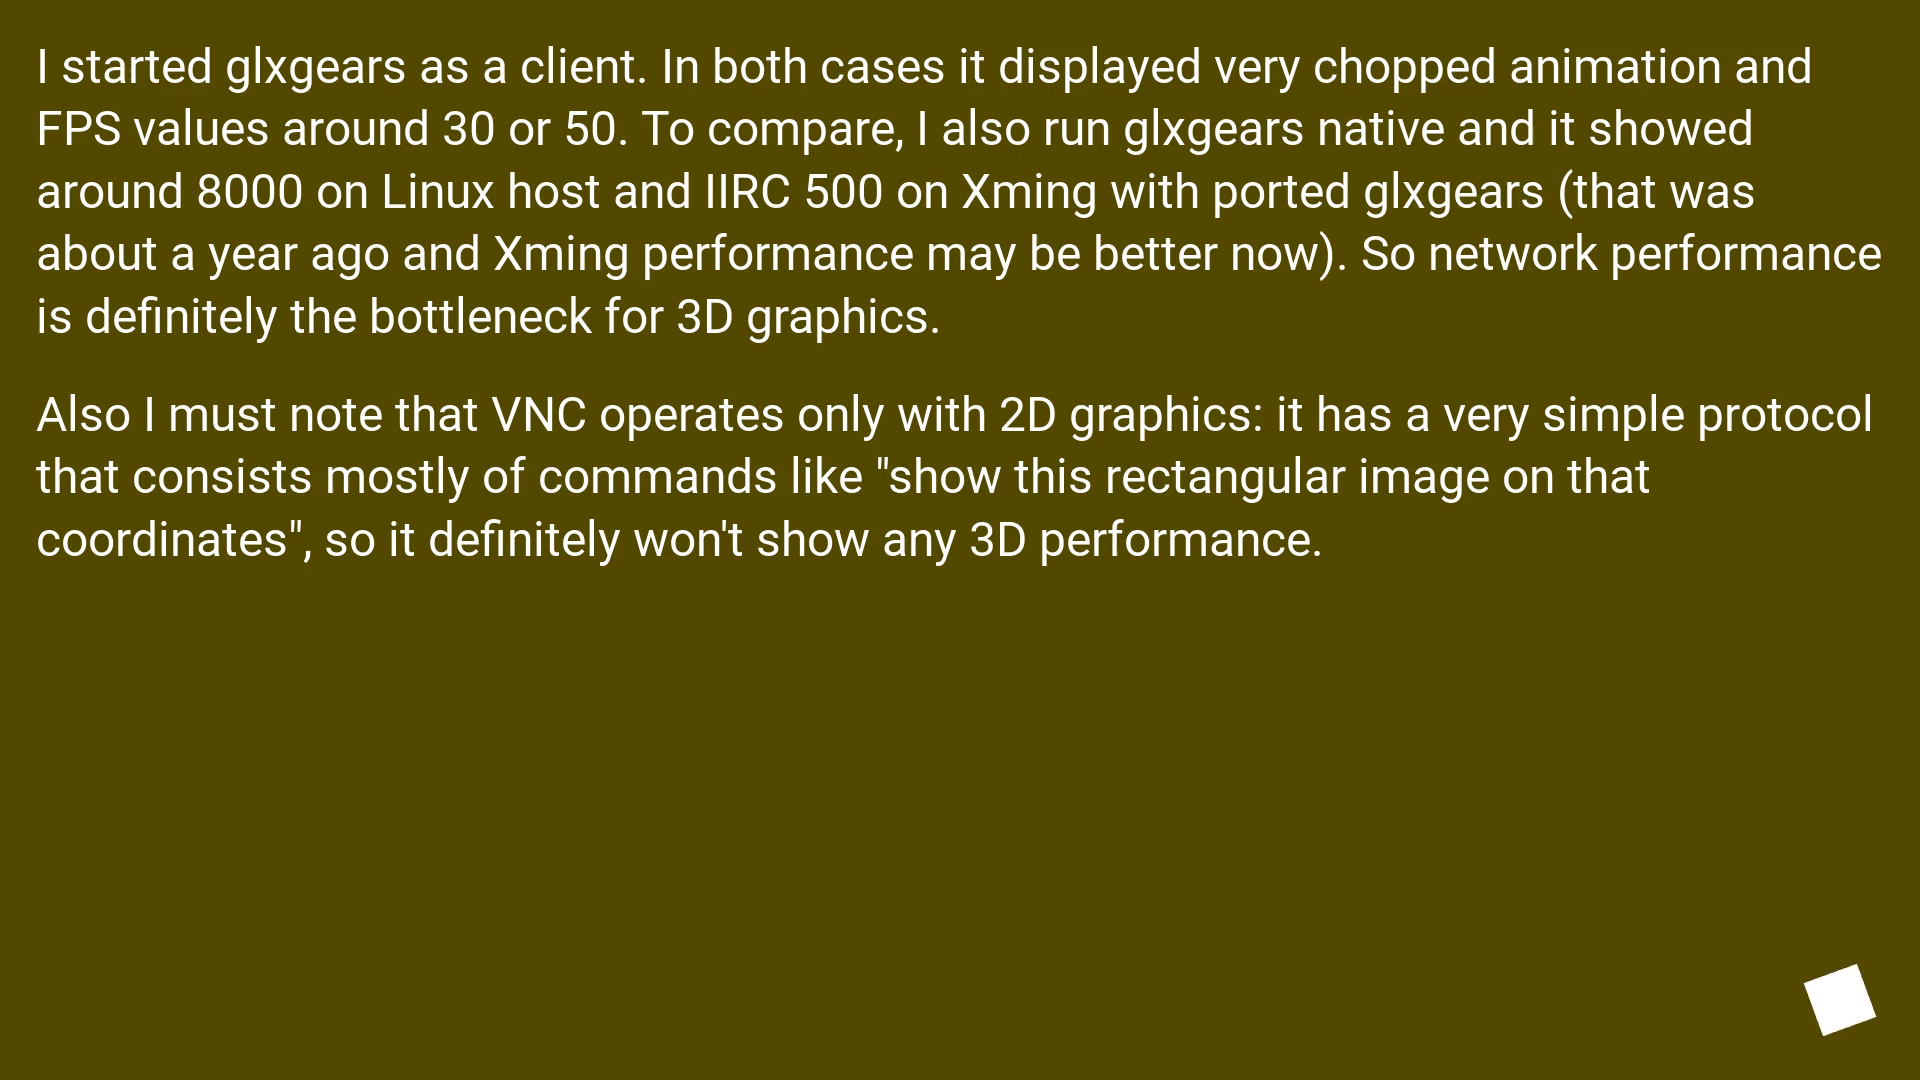 I started glxgears as a client. In both cases it displayed very chopped animation and
FPS values around 30 or 50. To compare, I also run glxgears native and it showed
around 8000 on Linux host and IIRC 500 on Xming with ported glxgears (that was
about a year ago and Xming performance may be better now). So network performance
is definitely the bottleneck for 3D graphics.
Also I must note that VNC operates only with 2D graphics: it has a very simple protocol
that consists mostly of commands like "show this rectangular image on that
coordinates", so it definitely won't show any 3D performance.